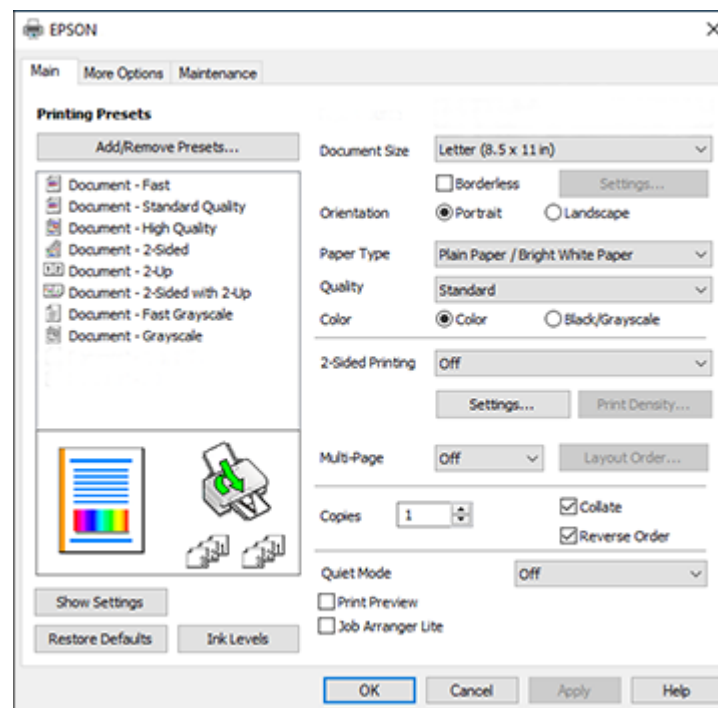 EPSON
Main More Options Maintenance
Printing Presets
Add/Remove Presets...
Document - Fast
Document - Standard Quality
Document - High Quality
Document - 2-Sided
Document - 2-Up
Document - 2-Sided with 2-Up
Document - Fast Grayscale
Document - Grayscale
Show Settings
Restore Defaults Ink Levels
Document Size Letter (8.5 x 11 in)
Borderless Settings...
Orientation Portrait Landscape
Paper Type Plain Paper / Bright White Paper
Quality Standard
Color Color Black/Grayscale
2-Sided Printing Off
Settings... Print Density...
Multi-Page Off Layout Order...
Copies 1 Collate
Reverse Order
Quiet Mode Off
Print Preview
Job Arranger Lite
OK Cancel Apply Help